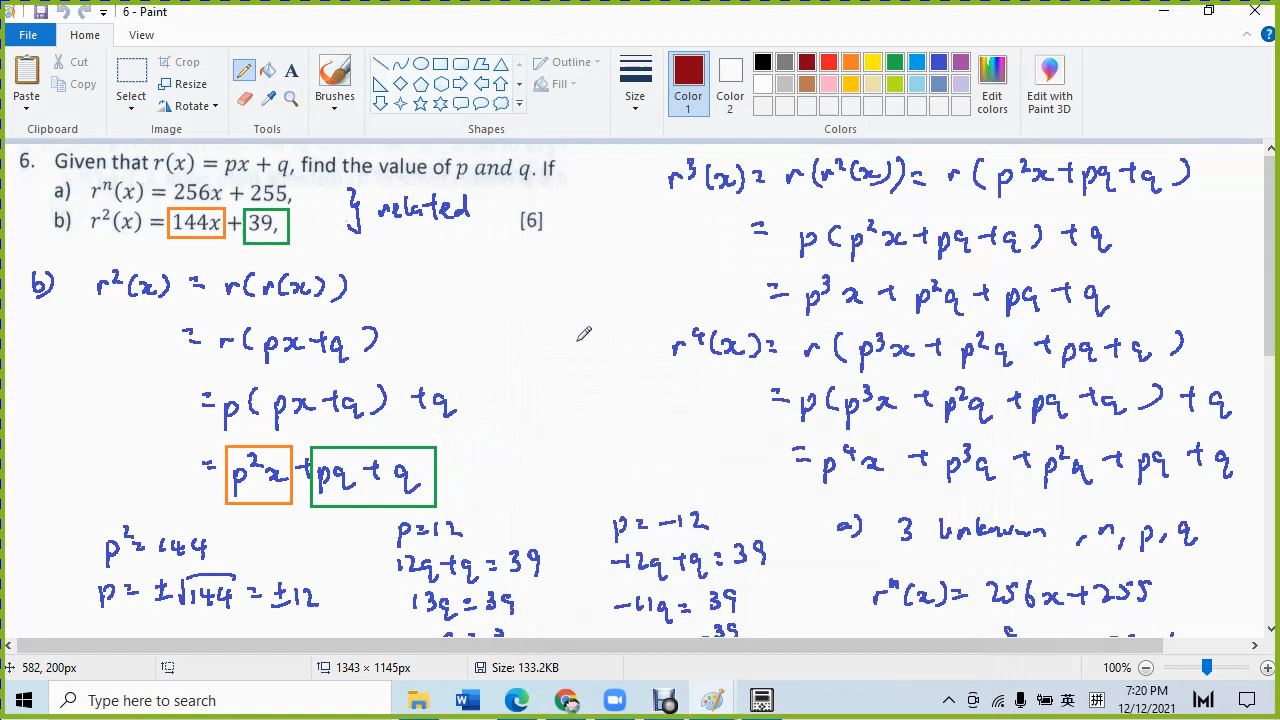 6 - Paint
File Home View
Paste Cut Copy Clipboard
Select Crop Resize Rotate Image
Tools
Brushes
Shapes Outline Fill
Size
Color 1 Color 2 Edit colors Edit with Paint 3D
Colors
6. Given that r(x) = px + q, find the value of p and q. If
a) rⁿ(x) = 256x + 255,
b) r²(x) = 144x + 39, [6]
} related
b) r²(x) = r(r(x))
= r(px+q)
= p(px+q) + q
= p²x + pq + q
p² = 144
p = ±√144 = ±12
p = 12
12q + q = 39
13q = 39
p = -12
-12q + q = 39
-11q = 39
39
r³(x) = r(r²(x)) = r(p²x + pq + q)
= p(p²x + pq + q) + q
= p³x + p²q + pq + q
r⁴(x) = r(p³x + p²q + pq + q)
= p(p³x + p²q + pq + q) + q
= p⁴x + p³q + p²q + pq + q
a) 3 unknown , n, p, q
rⁿ(x) = 256x + 255
582, 200px 1343 × 1145px Size: 133.2KB 100%
Type here to search
英 拼 7:20 PM
12/12/2021